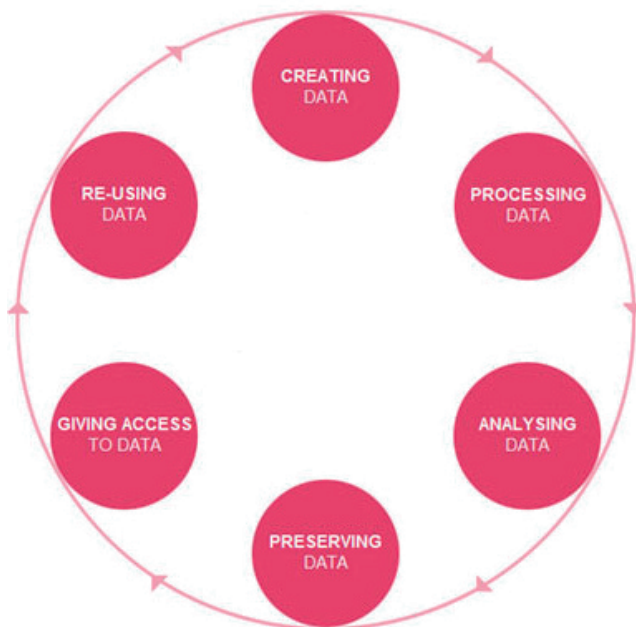 CREATING
DATA
PROCESSING
DATA
ANALYSING
DATA
PRESERVING
DATA
GIVING ACCESS
TO DATA
RE-USING
DATA